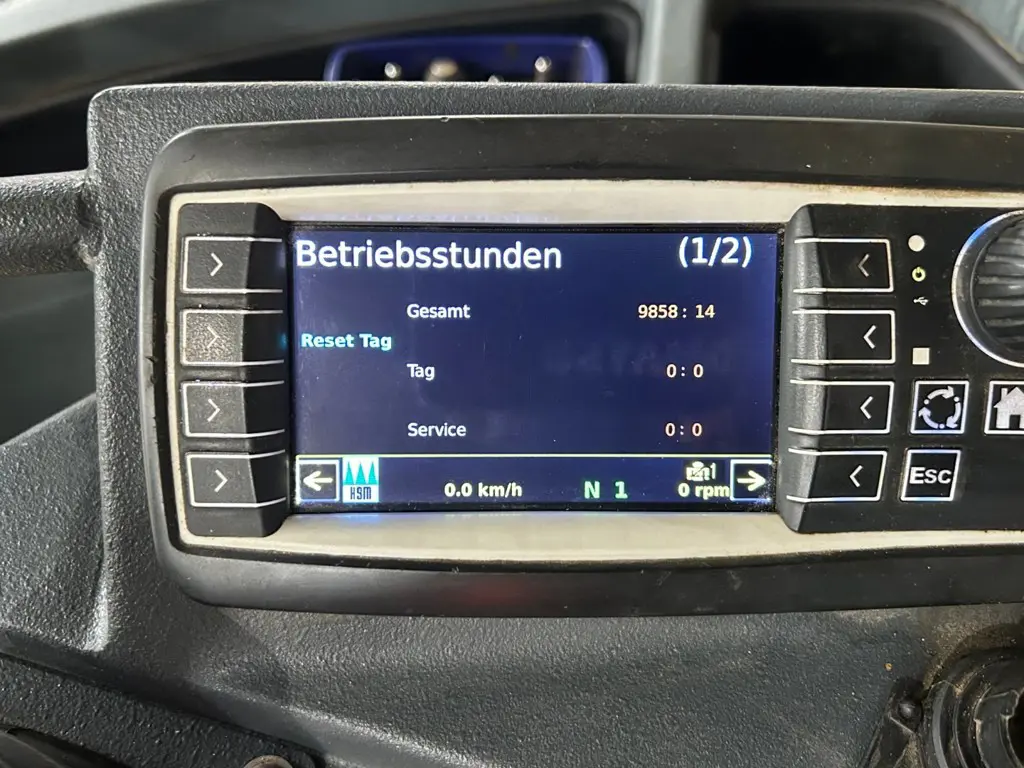 Betriebsstunden (1/2)
Gesamt 9858: 14
Reset Tag
Tag 0: 0
Service 0: 0
HSM 0.0 km/h N 1 0 rpm
Esc